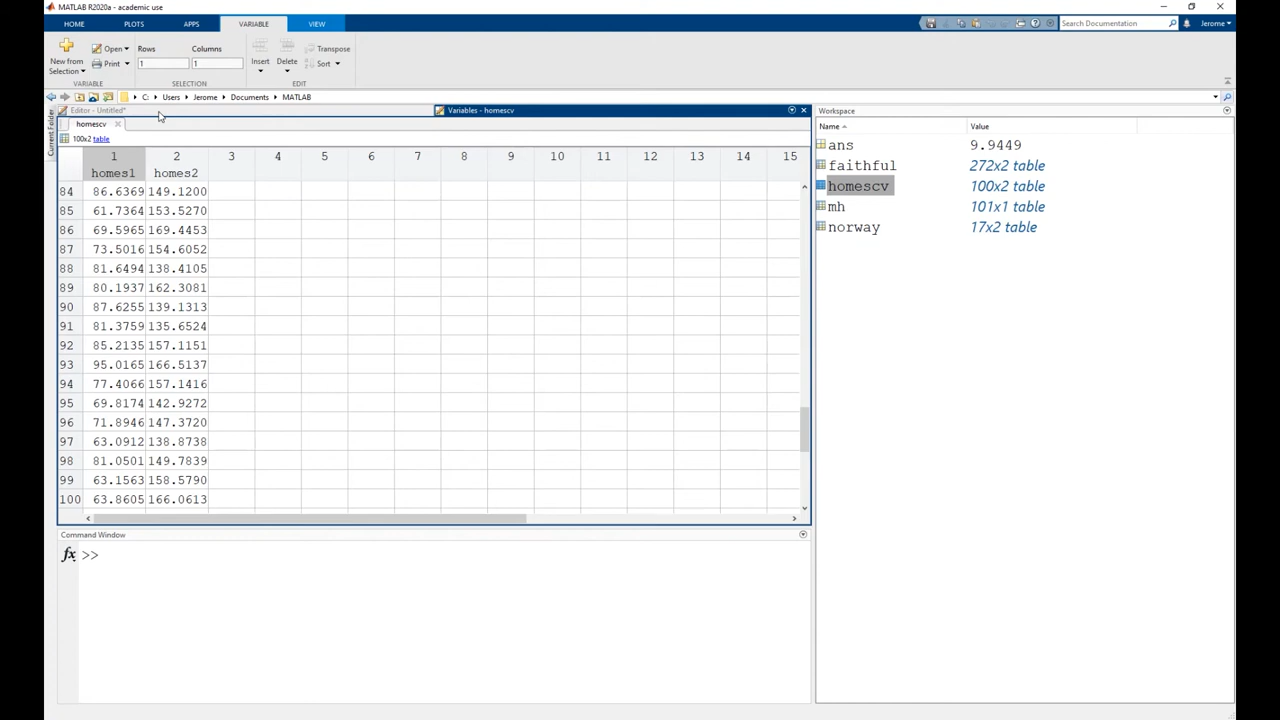 MATLAB R2020a - academic use
HOME PLOTS APPS VARIABLE VIEW Search Documentation Jerome
New from Selection Open Print Rows Columns Insert Delete Transpose Sort
1 1
VARIABLE SELECTION EDIT
C: Users Jerome Documents MATLAB
Current Folder
Editor - Untitled* Variables - homescv
homescv
100x2 table
1 2 3 4 5 6 7 8 9 10 11 12 13 14 15
homes1 homes2
84 86.6369 149.1200
85 61.7364 153.5270
86 69.5965 169.4453
87 73.5016 154.6052
88 81.6494 138.4105
89 80.1937 162.3081
90 87.6255 139.1313
91 81.3759 135.6524
92 85.2135 157.1151
93 95.0165 166.5137
94 77.4066 157.1416
95 69.8174 142.9272
96 71.8946 147.3720
97 63.0912 138.8738
98 81.0501 149.7839
99 63.1563 158.5790
100 63.8605 166.0613
Command Window
fx >>
Workspace
Name Value
ans 9.9449
faithful 272x2 table
homescv 100x2 table
mh 101x1 table
norway 17x2 table